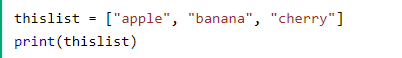 thislist = ["apple", "banana", "cherry"]
print(thislist)